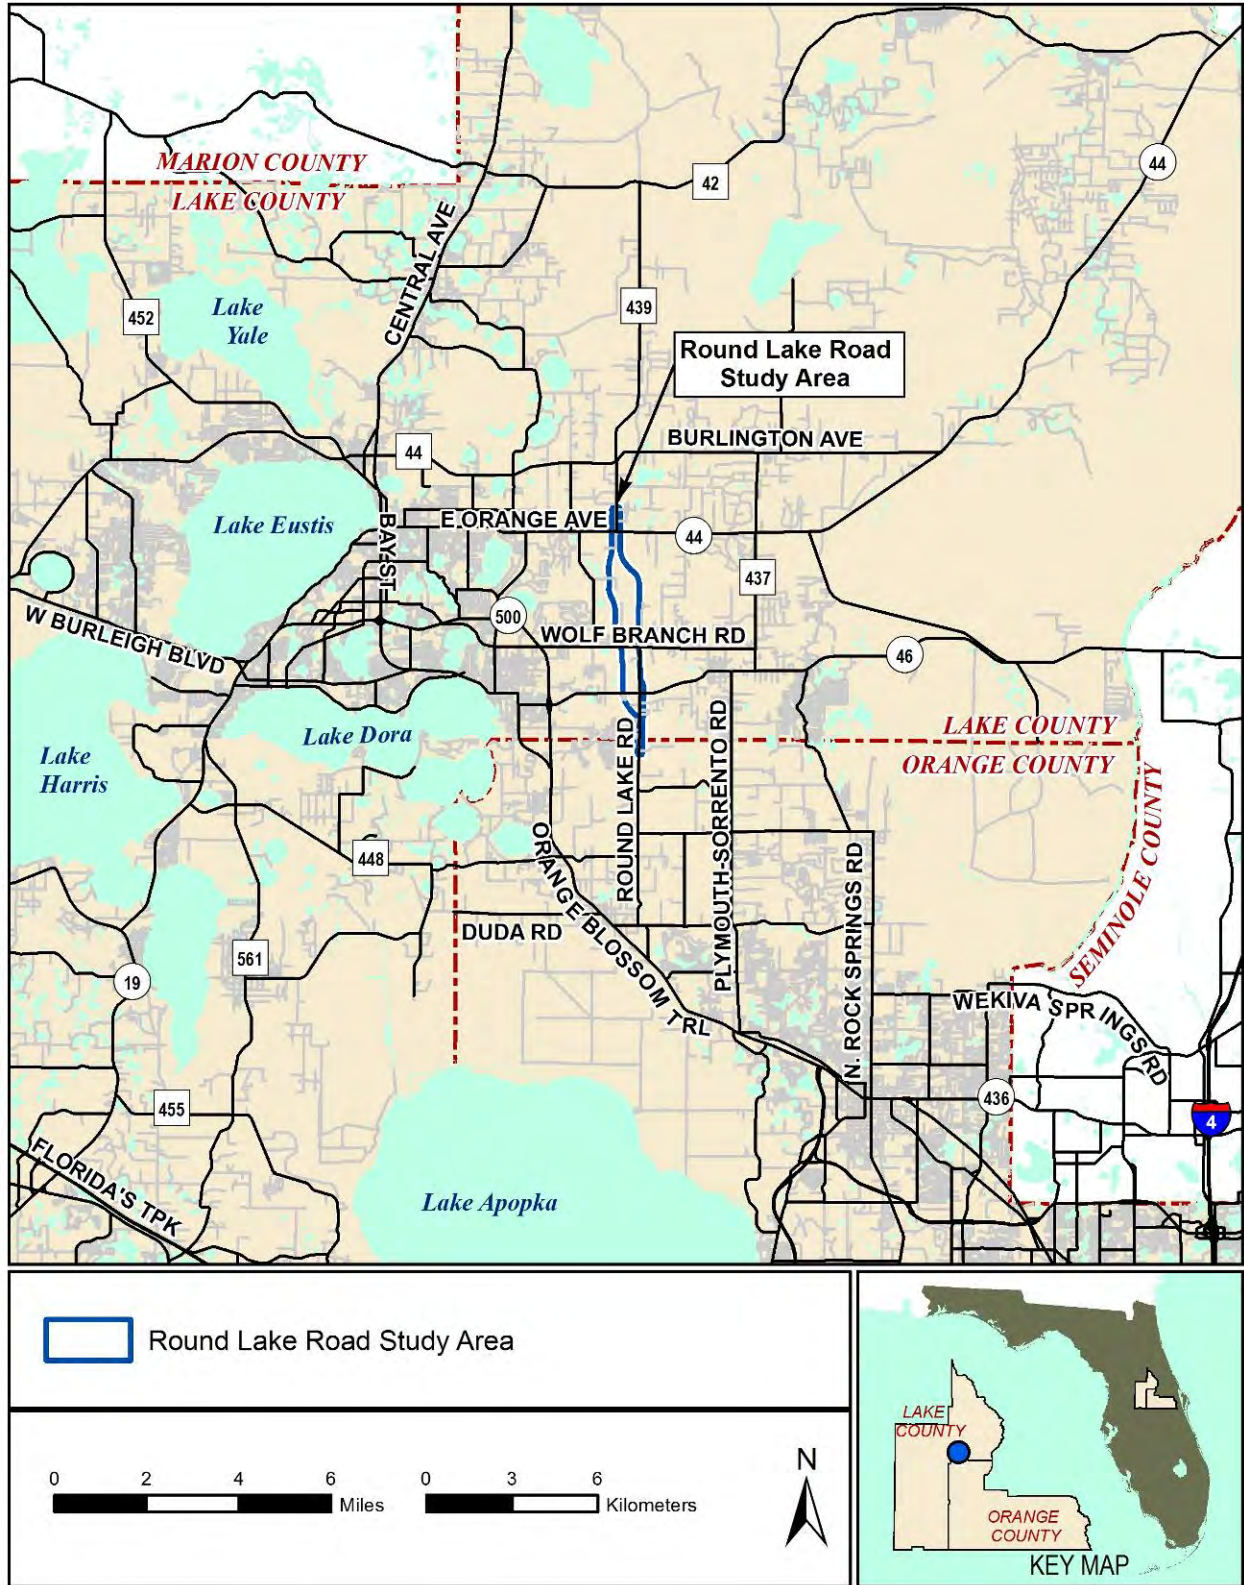 MARION COUNTY
LAKE COUNTY
44
42
CENTRAL AVE
439
452
Lake
Yale
Round Lake Road
Study Area
BURLINGTON AVE
44
Lake Eustis
BAY ST
E ORANGE AVE
44
437
500
WOLF BRANCH RD
W BURLEIGH BLVD
46
Lake Dora
LAKE COUNTY
ORANGE COUNTY
Lake
Harris
ROUND LAKE RD
PLYMOUTH-SORRENTO RD
SEMINOLE COUNTY
448
ORANGE BLOSSOM TRL
N. ROCK SPRINGS RD
DUDA RD
561
19
WEKIVA SPRINGS RD
436
455
4
FLORIDA'S TPK
Lake Apopka
Round Lake Road Study Area
0 2 4 6
Miles
0 3 6
Kilometers
N
LAKE
COUNTY
ORANGE
COUNTY
KEY MAP